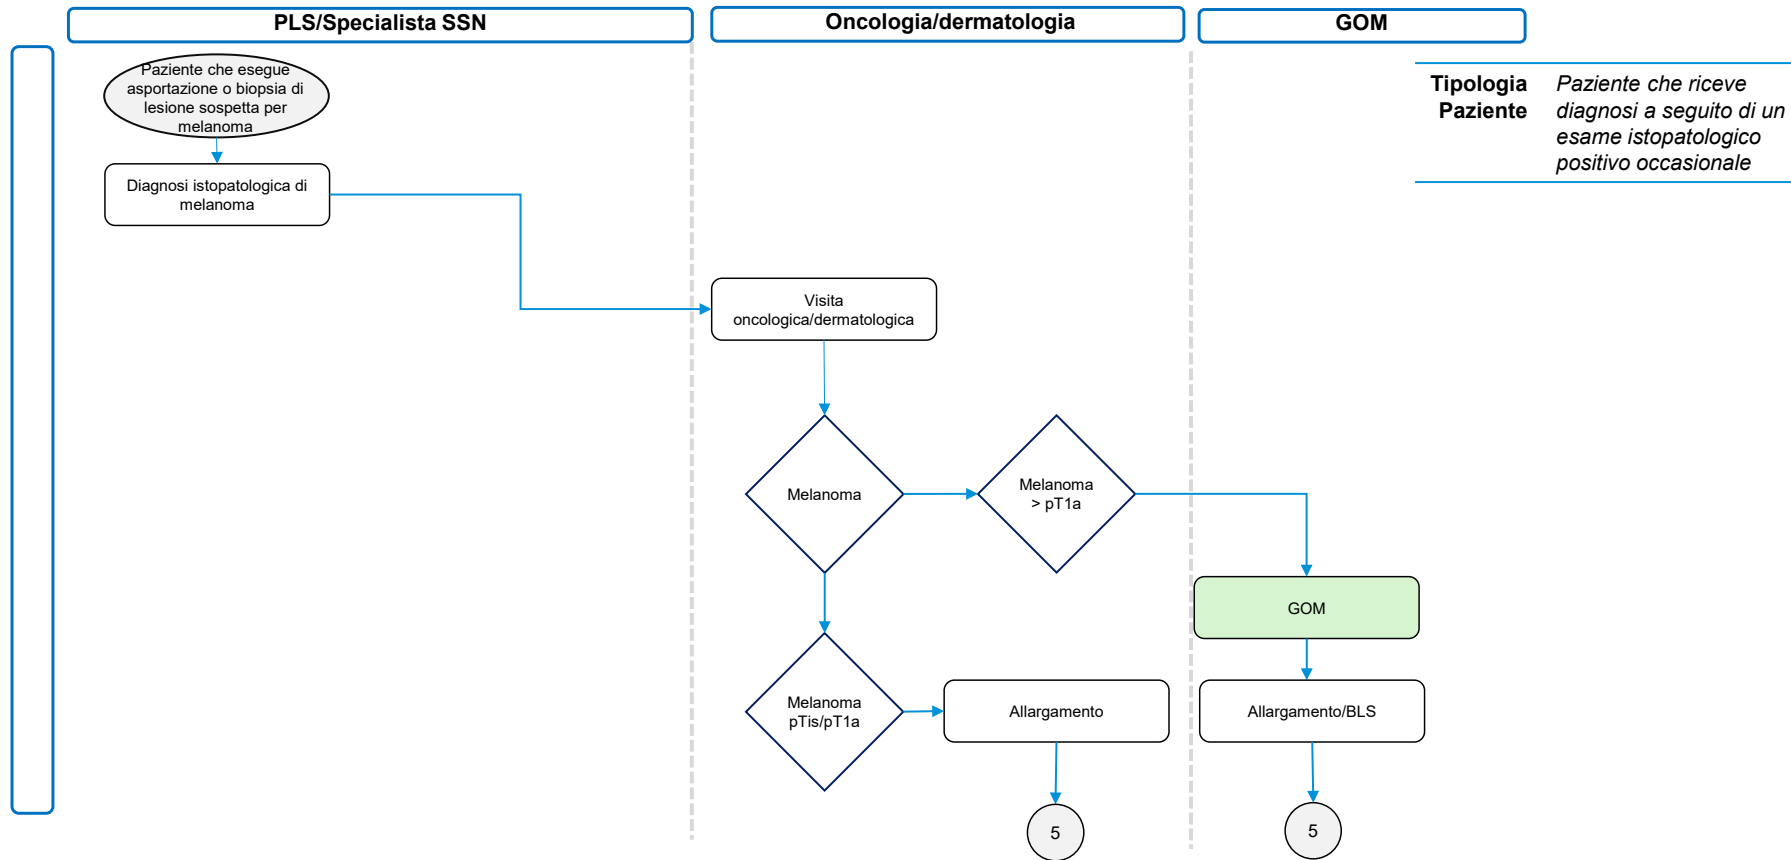 PLS/Specialista SSN
Oncologia/dermatologia
GOM
Paziente che esegue
asportazione o biopsia di
lesione sospetta per
melanoma
Tipologia
Paziente
Paziente che riceve
diagnosi a seguito di un
esame istopatologico
positivo occasionale
Diagnosi istopatologica di
melanoma
Visita
oncologica/dermatologica
Melanoma
Melanoma
> pT1a
GOM
Melanoma
pTis/pT1a
Allargamento
Allargamento/BLS
5
5